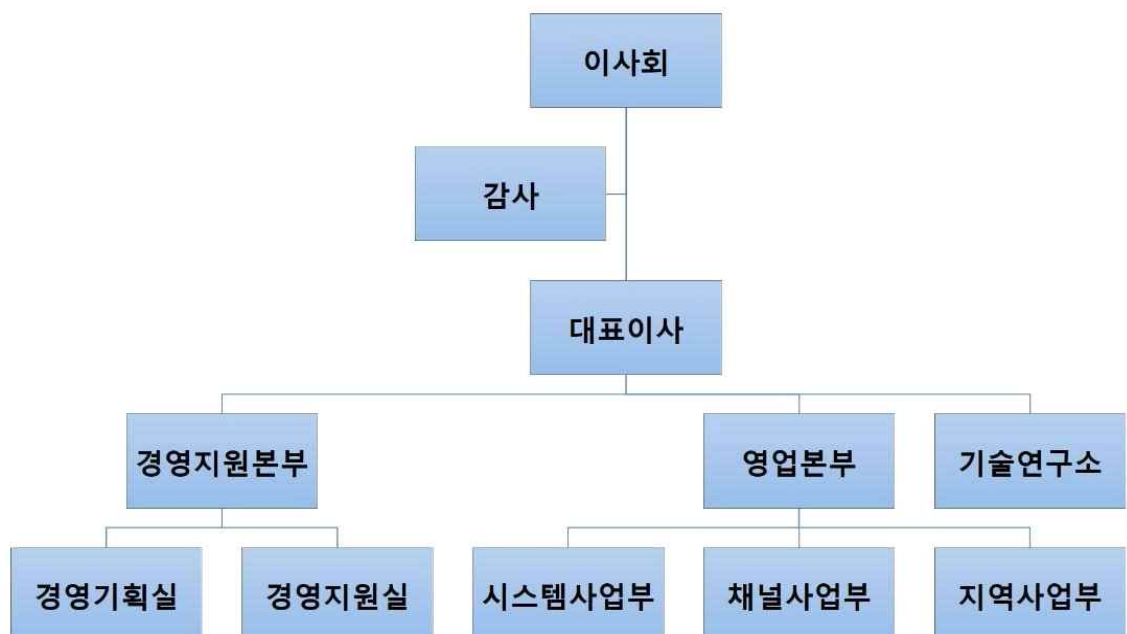 이사회
감사
대표이사
경영지원본부
영업본부
기술연구소
경영기획실
경영지원실
시스템사업부
채널사업부
지역사업부